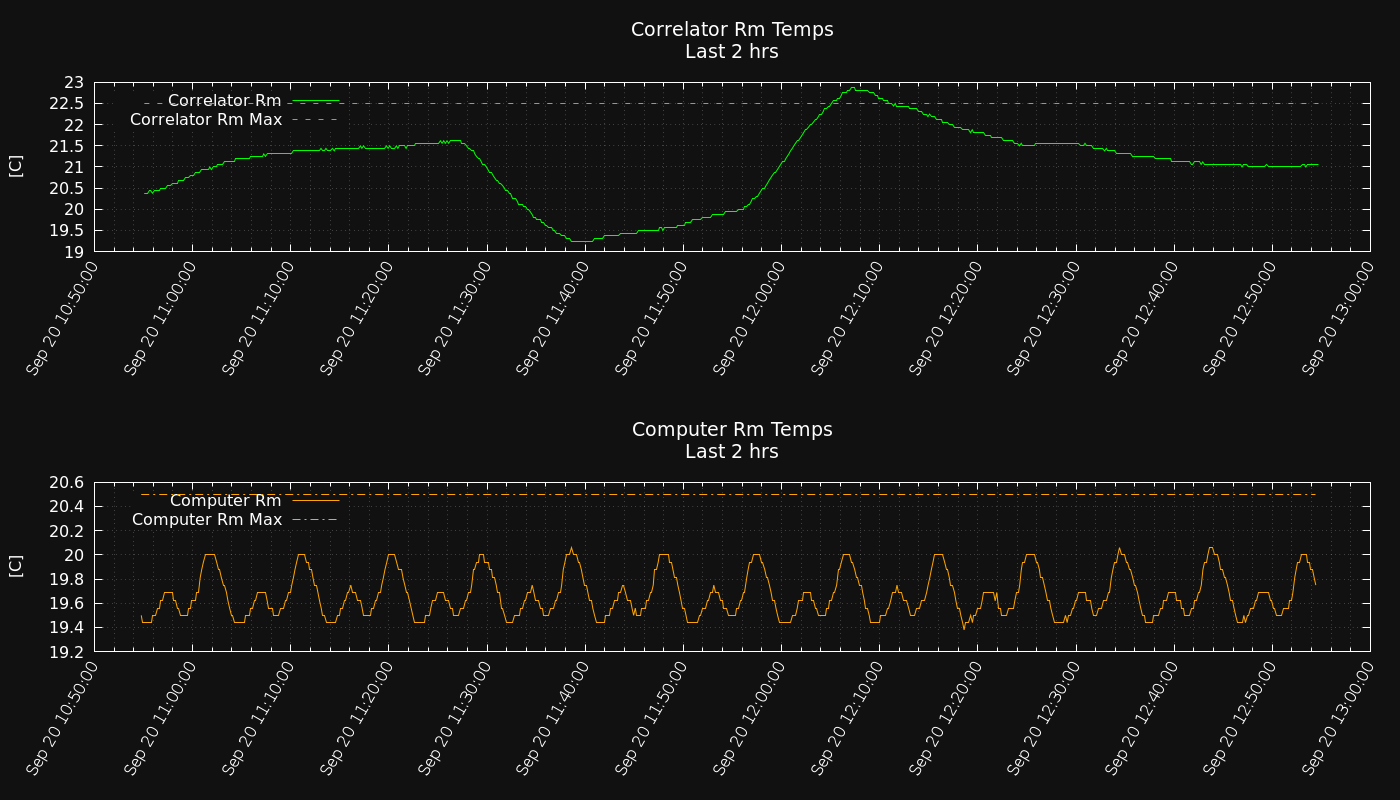 Correlator Rm Temps
Last 2 hrs
[C]
23
22.5
22
21.5
21
20.5
20
19.5
19
Correlator Rm
Correlator Rm Max
Sep 20 10:50:00
Sep 20 11:00:00
Sep 20 11:10:00
Sep 20 11:20:00
Sep 20 11:30:00
Sep 20 11:40:00
Sep 20 11:50:00
Sep 20 12:00:00
Sep 20 12:10:00
Sep 20 12:20:00
Sep 20 12:30:00
Sep 20 12:40:00
Sep 20 12:50:00
Sep 20 13:00:00
Computer Rm Temps
Last 2 hrs
[C]
20.6
20.4
20.2
20
19.8
19.6
19.4
19.2
Computer Rm
Computer Rm Max
Sep 20 10:50:00
Sep 20 11:00:00
Sep 20 11:10:00
Sep 20 11:20:00
Sep 20 11:30:00
Sep 20 11:40:00
Sep 20 11:50:00
Sep 20 12:00:00
Sep 20 12:10:00
Sep 20 12:20:00
Sep 20 12:30:00
Sep 20 12:40:00
Sep 20 12:50:00
Sep 20 13:00:00